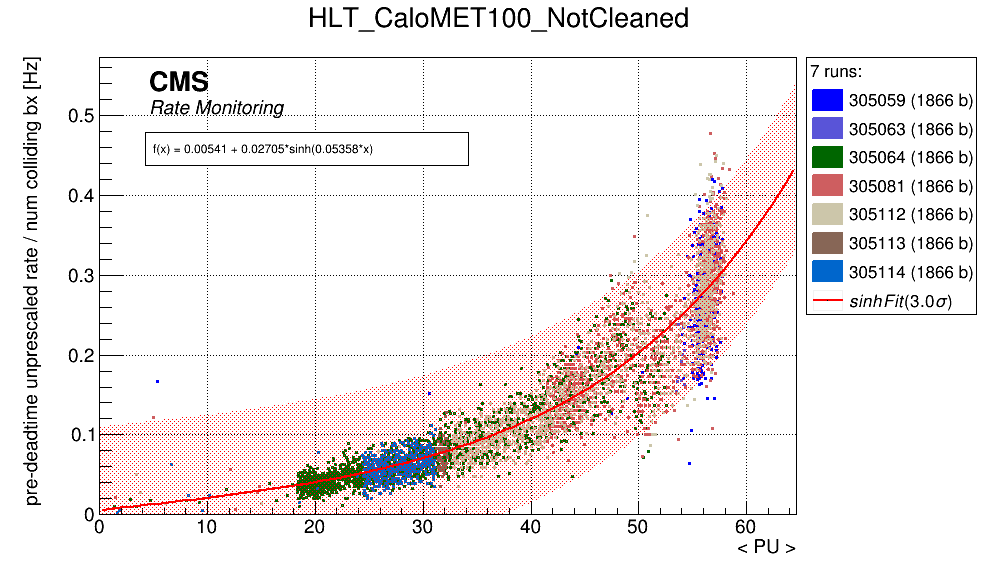 HLT_CaloMET100_NotCleaned
pre-deadtime unprescaled rate / num colliding bx [Hz]
CMS
Rate Monitoring
f(x) = 0.00541 + 0.02705*sinh(0.05358*x)
0.5
0.4
0.3
0.2
0.1
0
0 10 20 30 40 50 60
< PU >
7 runs:
305059 (1866 b)
305063 (1866 b)
305064 (1866 b)
305081 (1866 b)
305112 (1866 b)
305113 (1866 b)
305114 (1866 b)
sinhFit(3.0σ)